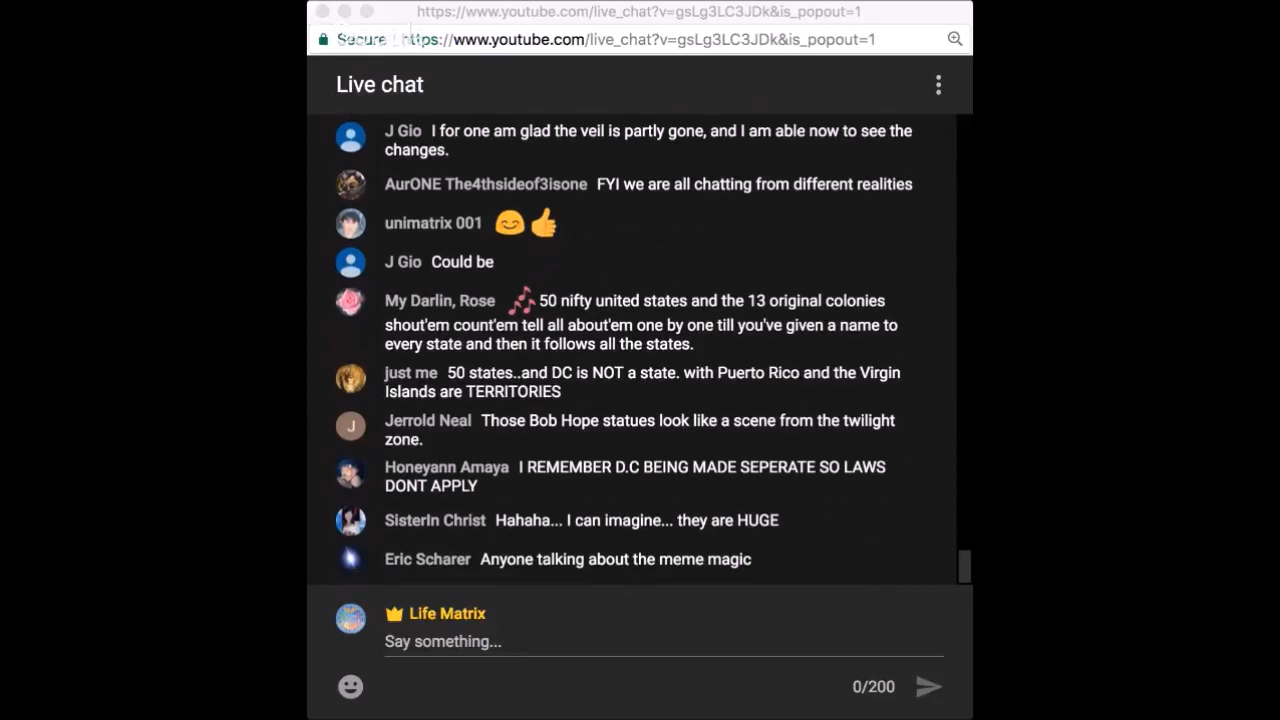 https://www.youtube.com/live_chat?v=gsLg3LC3JDk&is_popout=1
Secure https://www.youtube.com/live_chat?v=gsLg3LC3JDk&is_popout=1
Live chat
J Gio I for one am glad the veil is partly gone, and I am able now to see the
changes.
AurONE The4thsideof3isone FYI we are all chatting from different realities
unimatrix 001
J Gio Could be
My Darlin, Rose 50 nifty united states and the 13 original colonies
shout'em count'em tell all about'em one by one till you've given a name to
every state and then it follows all the states.
just me 50 states..and DC is NOT a state. with Puerto Rico and the Virgin
Islands are TERRITORIES
J
Jerrold Neal Those Bob Hope statues look like a scene from the twilight
zone.
Honeyann Amaya I REMEMBER D.C BEING MADE SEPERATE SO LAWS
DONT APPLY
SisterIn Christ Hahaha... I can imagine... they are HUGE
Eric Scharer Anyone talking about the meme magic
Life Matrix
Say something...
0/200